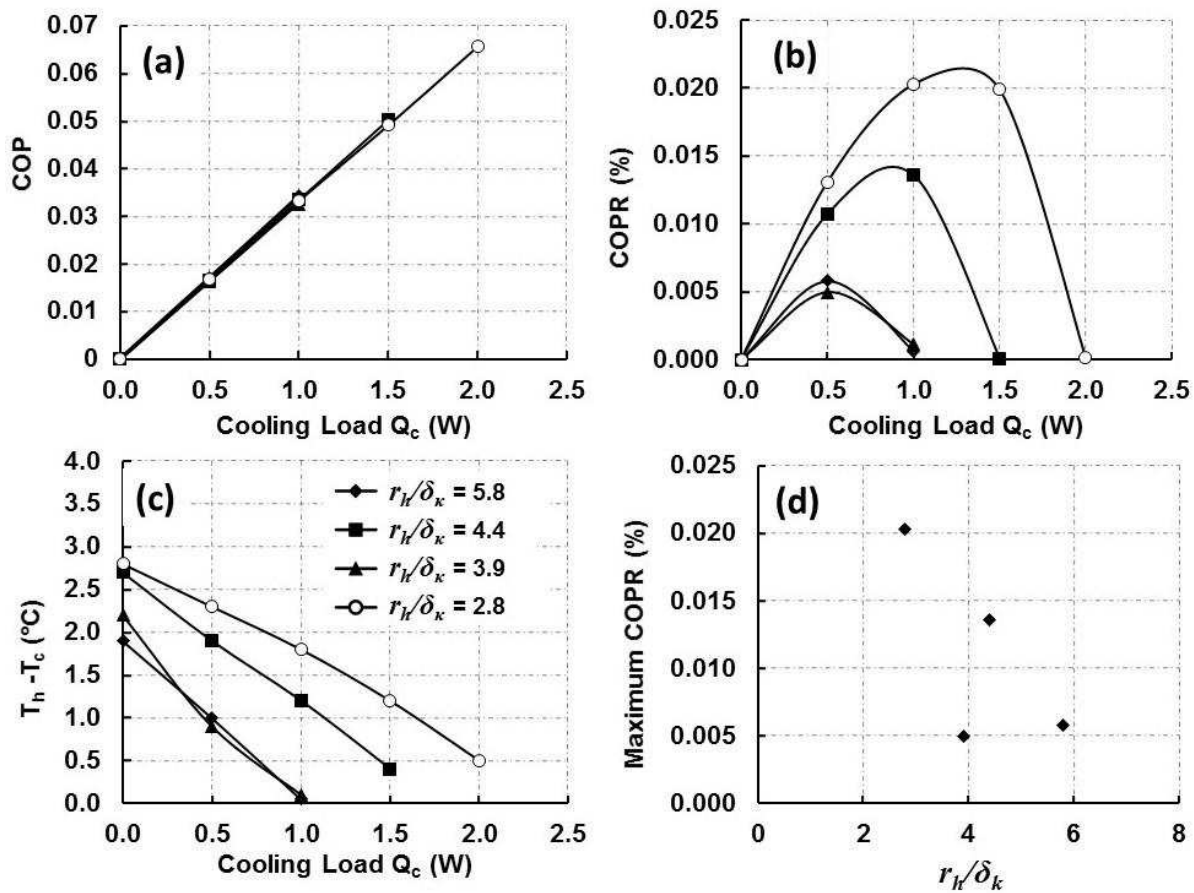 (a)
COP
0.07
0.06
0.05
0.04
0.03
0.02
0.01
0
0.0 0.5 1.0 1.5 2.0 2.5
Cooling Load Qc (W)
(b)
COPR (%)
0.025
0.020
0.015
0.010
0.005
0.000
0.0 0.5 1.0 1.5 2.0 2.5
Cooling Load Qc (W)
(c)
Th -Tc (°C)
4.0
3.5
3.0
2.5
2.0
1.5
1.0
0.5
0.0
rh/δκ = 5.8
rh/δκ = 4.4
rh/δκ = 3.9
rh/δκ = 2.8
0.0 0.5 1.0 1.5 2.0 2.5
Cooling Load Qc (W)
(d)
Maximum COPR (%)
0.025
0.020
0.015
0.010
0.005
0.000
0 2 4 6 8
rh/δk